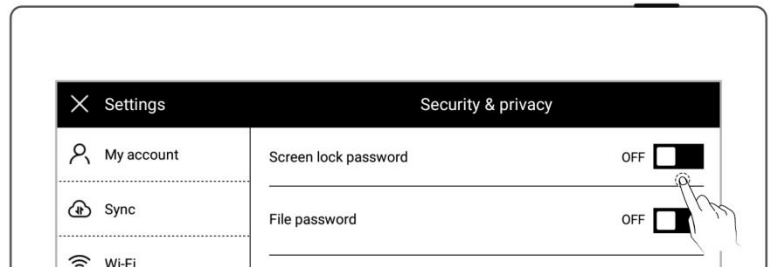 Settings
Security & privacy
My account
Screen lock password
OFF
Sync
File password
OFF
Wi-Fi